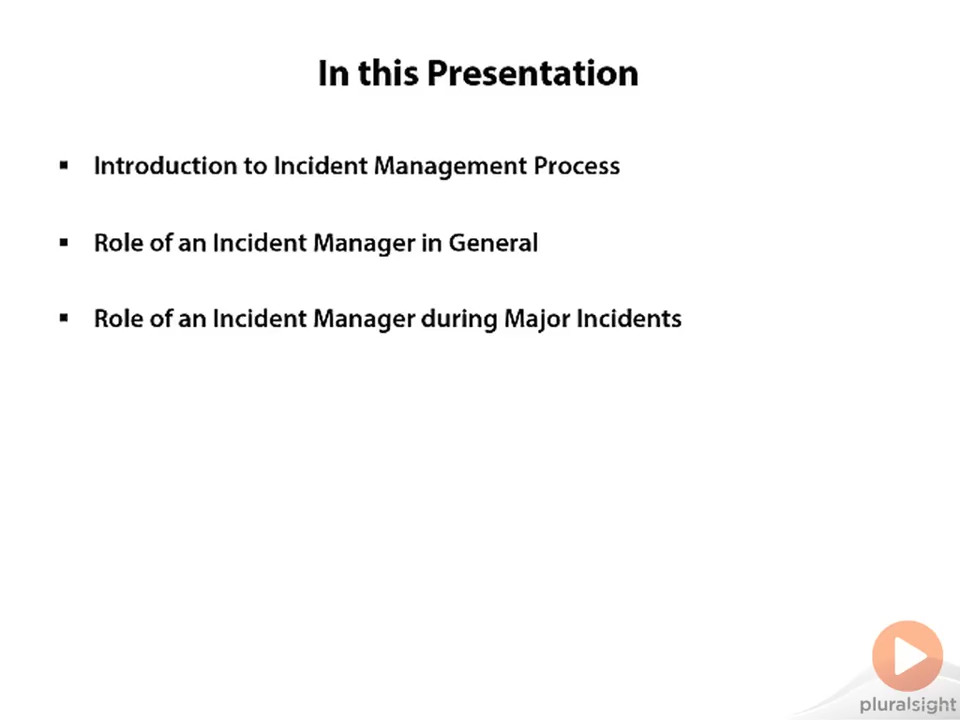 In this Presentation
▪ Introduction to Incident Management Process
▪ Role of an Incident Manager in General
▪ Role of an Incident Manager during Major Incidents
pluralsight